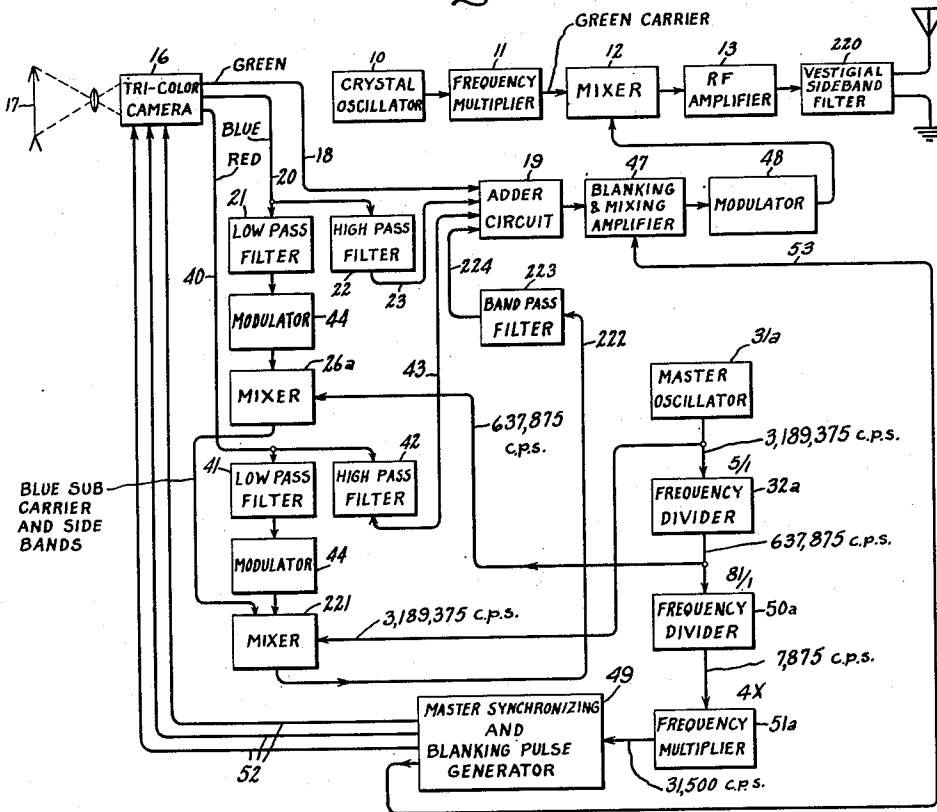 GREEN CARRIER
16
GREEN
10
11
12
13
220
17
TRI-COLOR
CAMERA
CRYSTAL
OSCILLATOR
FREQUENCY
MULTIPLIER
MIXER
RF
AMPLIFIER
VESTIGIAL
SIDEBAND
FILTER
BLUE
RED
20
18
19
47
48
21
LOW PASS
FILTER
HIGH PASS
FILTER
22
23
ADDER
CIRCUIT
BLANKING
& MIXING
AMPLIFIER
MODULATOR
53
40
224
223
BAND PASS
FILTER
222
MODULATOR
44
26a
43
31a
MIXER
637,875
c.p.s.
MASTER
OSCILLATOR
3,189,375 c.p.s.
41
LOW PASS
FILTER
42
HIGH PASS
FILTER
5/1
FREQUENCY
DIVIDER
32a
BLUE SUB
CARRIER
AND SIDE
BANDS
637,875 c.p.s.
MODULATOR
44
221
MIXER
3,189,375 c.p.s.
81/1
FREQUENCY
DIVIDER
50a
7,875 c.p.s.
49
4X
MASTER SYNCHRONIZING
AND
BLANKING PULSE
GENERATOR
FREQUENCY
MULTIPLIER
51a
52
31,500 c.p.s.